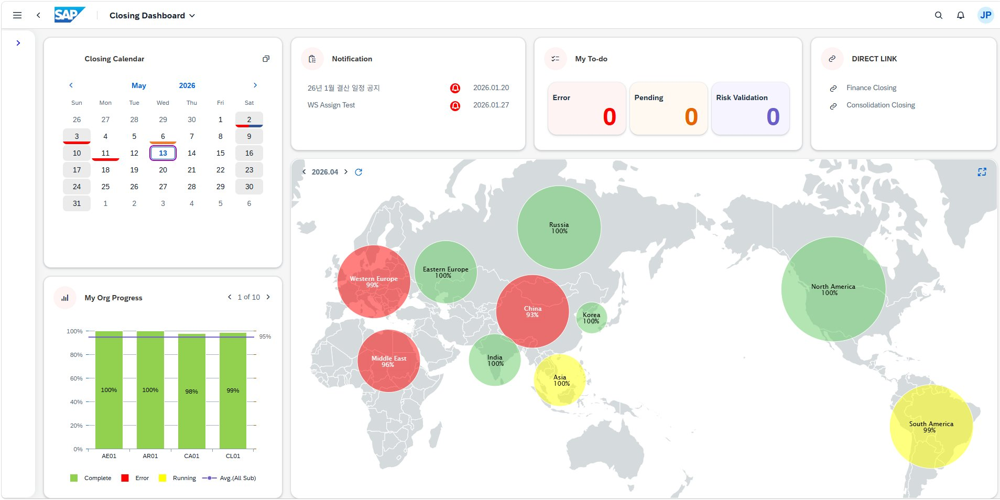 SAP
Closing Dashboard
JP
Closing Calendar
May 2026
Sun Mon Tue Wed Thu Fri Sat
26 27 28 29 30 1 2
3 4 5 6 7 8 9
10 11 12 13 14 15 16
17 18 19 20 21 22 23
24 25 26 27 28 29 30
31 1 2 3 4 5 6
Notification
26년 1월 결산 일정 공지 2026.01.20
WS Assign Test 2026.01.27
My To-do
Error
0
Pending
0
Risk Validation
0
DIRECT LINK
Finance Closing
Consolidation Closing
My Org Progress
1 of 10
100%
80%
60%
40%
20%
0%
95%
100% 100% 98% 99%
AE01 AR01 CA01 CL01
Complete Error Running Avg.(All Sub)
2026.04
Russia
100%
Western Europe
99%
Eastern Europe
100%
China
93%
Korea
100%
North America
100%
Middle East
96%
India
100%
Asia
100%
South America
99%